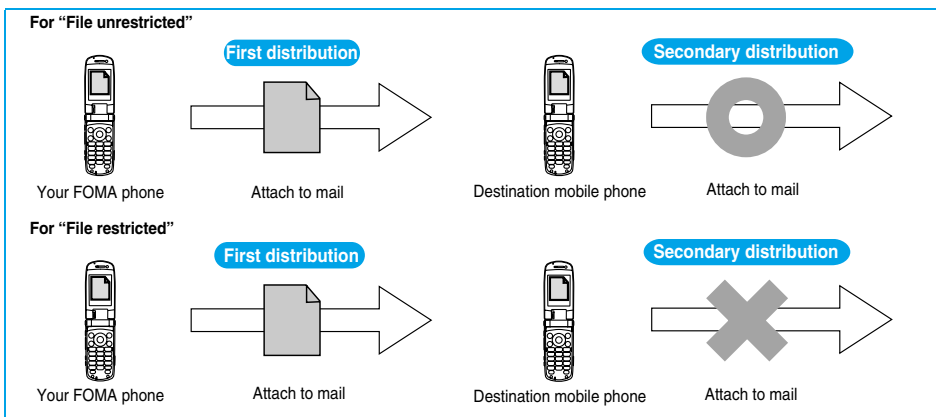 For “File unrestricted”
First distribution
Secondary distribution
Your FOMA phone
Attach to mail
Destination mobile phone
Attach to mail
For “File restricted”
First distribution
Secondary distribution
Your FOMA phone
Attach to mail
Destination mobile phone
Attach to mail